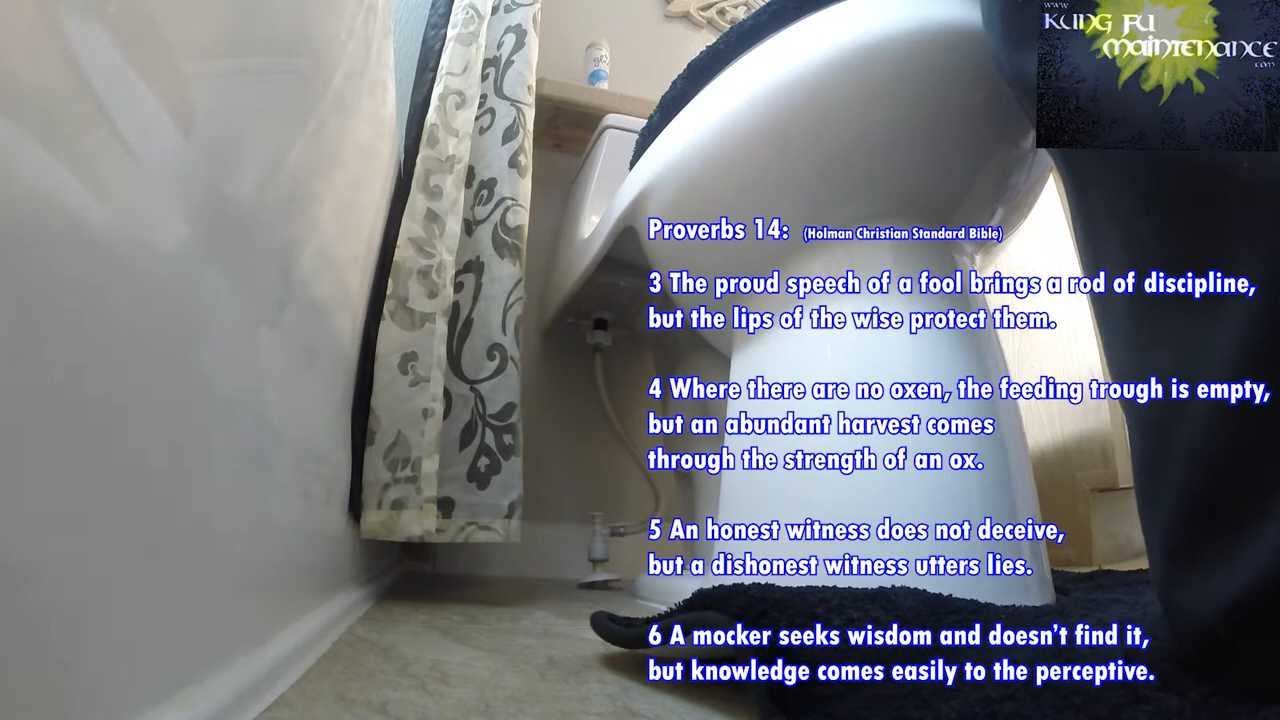 www
KUNG FU
MAINTENANCE
.com
Proverbs 14: (Holman Christian Standard Bible)
3 The proud speech of a fool brings a rod of discipline,
but the lips of the wise protect them.
4 Where there are no oxen, the feeding trough is empty,
but an abundant harvest comes
through the strength of an ox.
5 An honest witness does not deceive,
but a dishonest witness utters lies.
6 A mocker seeks wisdom and doesn't find it,
but knowledge comes easily to the perceptive.